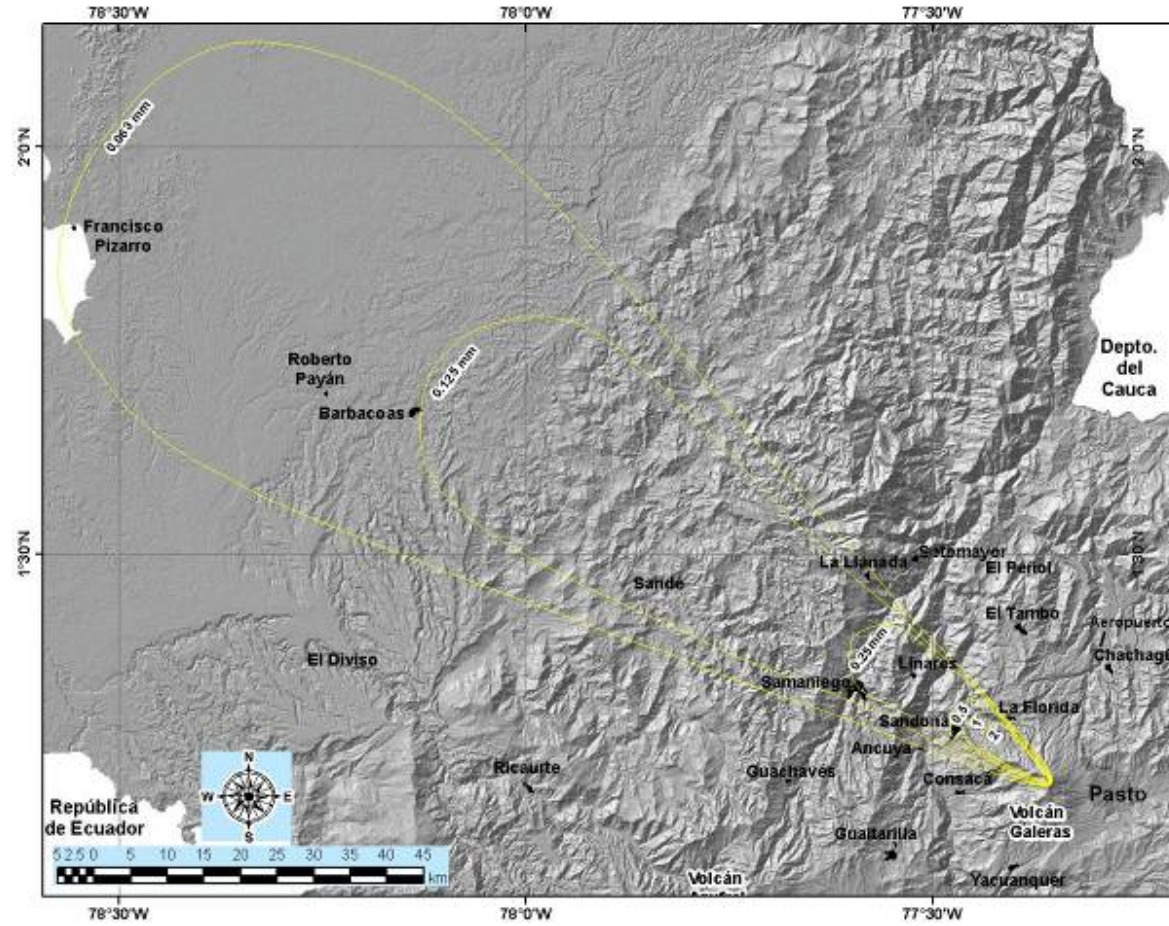 78°30'W
78°0'W
77°30'W
0.063 mm
2°0'N
2°0'N
Francisco
Pizarro
0.125 mm
Roberto
Payán
Barbacoas
Depto.
del
Cauca
1°30'N
1°30'N
Sotomayor
La Llanada
El Peñol
Sande
El Tambo
Aeropuerto
0.25 mm
El Diviso
Linares
Chachagü
Samaniego
La Florida
Sandoná
0.5
1
2
Ancuya
Ricaurte
Guachavés
Consacá
Pasto
N
W
E
S
República
de Ecuador
Volcán
Galeras
Guaitarilla
5 2.5 0 5 10 15 20 25 30 35 40 45
km
Volcán
Yacuanquer
78°30'W
78°0'W
77°30'W